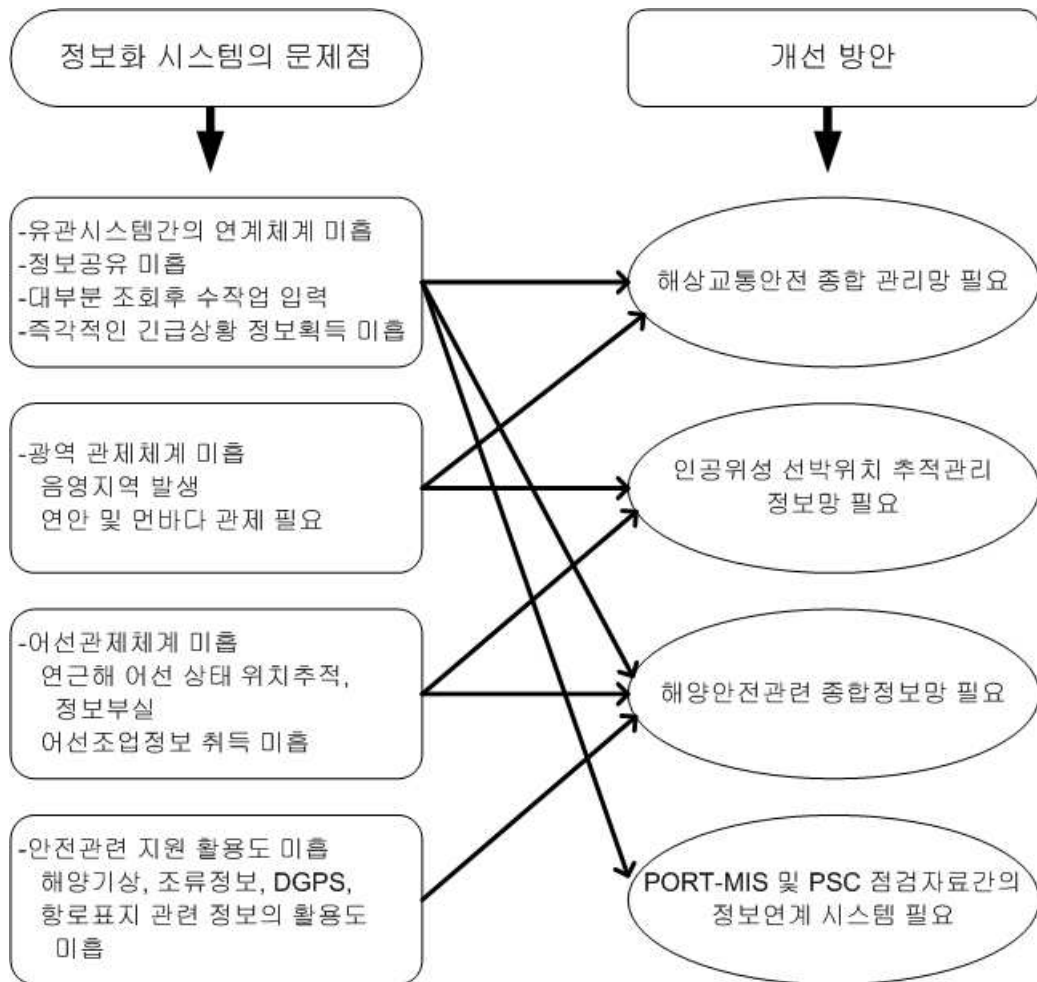 정보화 시스템의 문제점
개선 방안
-유관시스템간의 연계체계 미흡
-정보공유 미흡
-대부분 조회후 수작업 입력
-즉각적인 긴급상황 정보획득 미흡
해상교통안전 종합 관리망 필요
-광역 관제체계 미흡
음영지역 발생
연안 및 먼바다 관제 필요
인공위성 선박위치 추적관리
정보망 필요
-어선관제체계 미흡
연근해 어선 상태 위치추적,
정보부실
어선조업정보 취득 미흡
해양안전관련 종합정보망 필요
-안전관련 지원 활용도 미흡
해양기상, 조류정보, DGPS,
항로표지 관련 정보의 활용도
미흡
PORT-MIS 및 PSC 점검자료간의
정보연계 시스템 필요